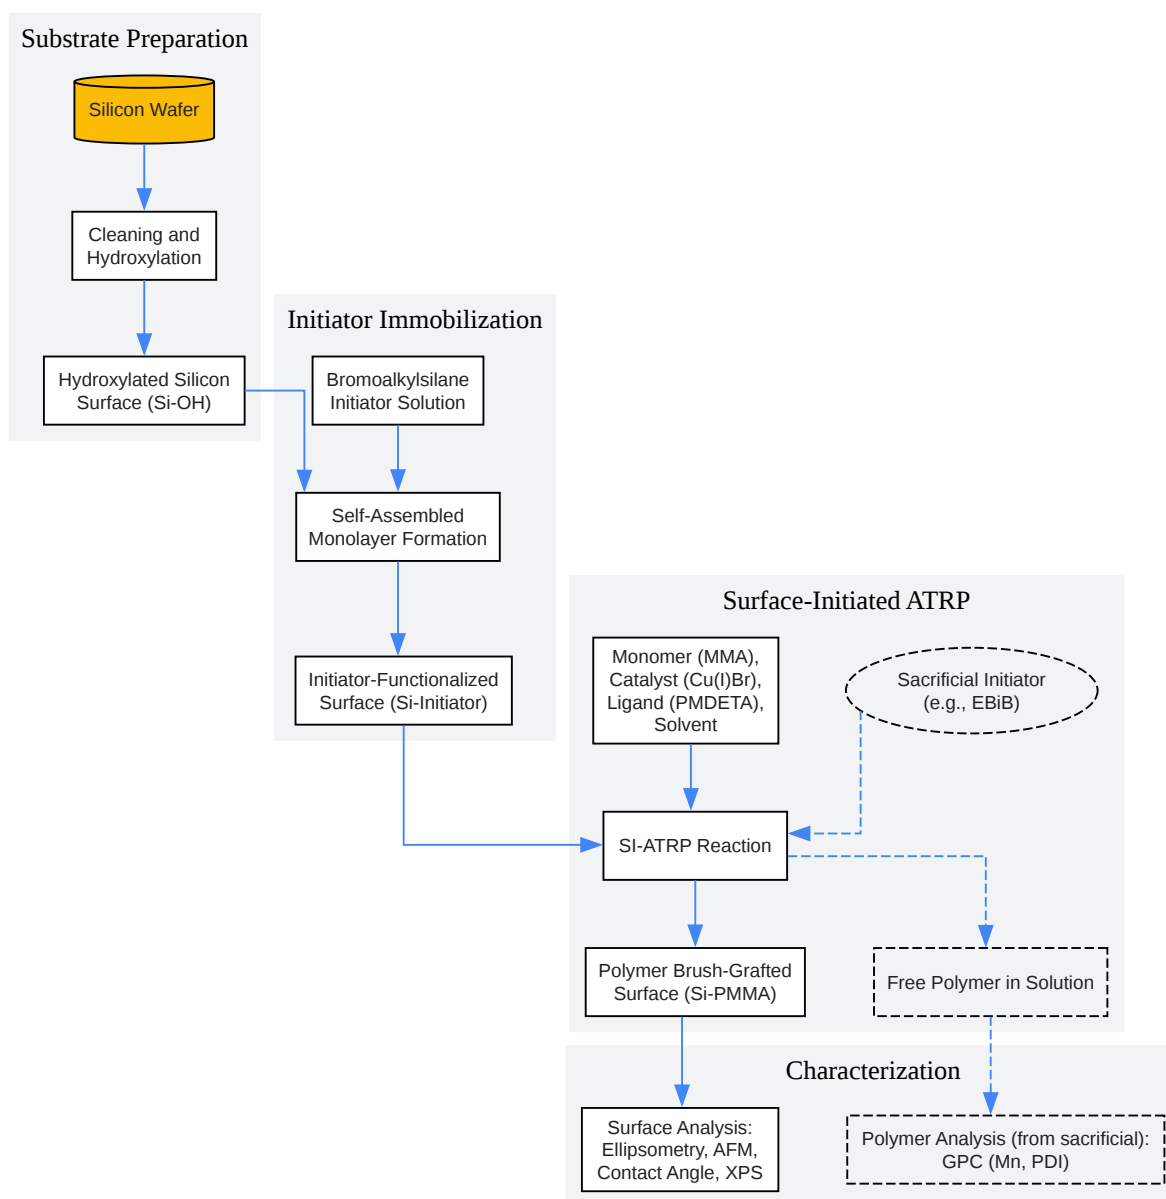 Substrate Preparation
Silicon Wafer
Cleaning and
Hydroxylation
Hydroxylated Silicon
Surface (Si-OH)
Initiator Immobilization
Bromoalkylsilane
Initiator Solution
Self-Assembled
Monolayer Formation
Initiator-Functionalized
Surface (Si-Initiator)
Surface-Initiated ATRP
Monomer (MMA),
Catalyst (Cu(I)Br),
Ligand (PMDETA),
Solvent
Sacrificial Initiator
(e.g., EBiB)
SI-ATRP Reaction
Polymer Brush-Grafted
Surface (Si-PMMA)
Free Polymer in Solution
Characterization
Surface Analysis:
Ellipsometry, AFM,
Contact Angle, XPS
Polymer Analysis (from sacrificial):
GPC (Mn, PDI)